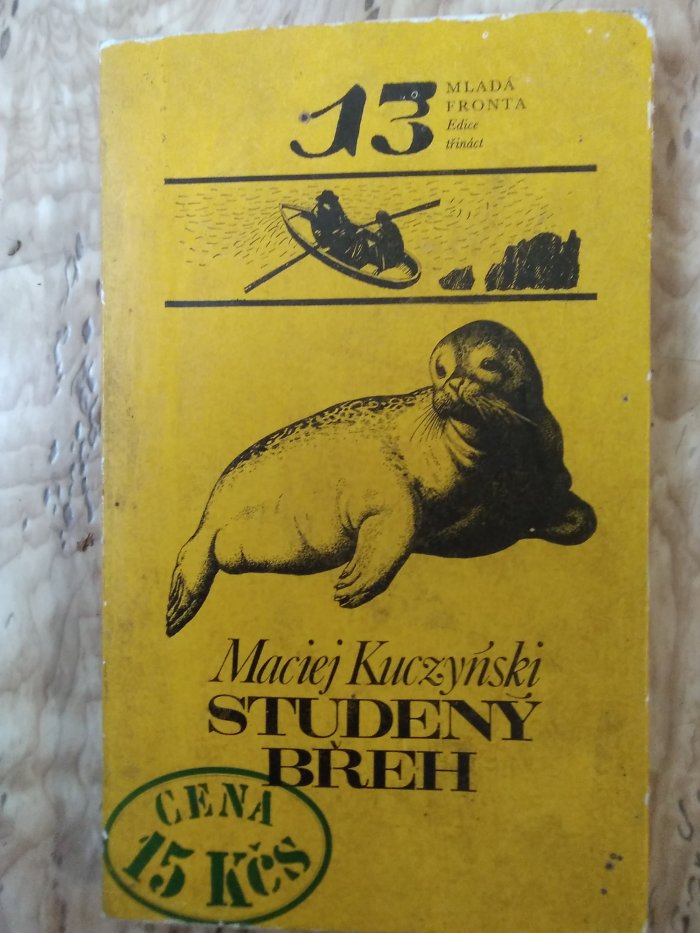 13
MLADÁ
FRONTA
Edice
třináct
Maciej Kuczyński
STUDENÝ
BŘEH
CENA
15 Kčs